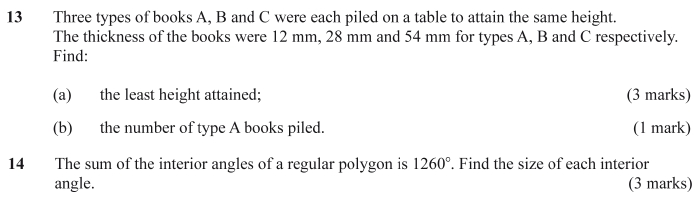 13 Three types of books A, B and C were each piled on a table to attain the same height.
The thickness of the books were 12 mm, 28 mm and 54 mm for types A, B and C respectively.
Find:
(a) the least height attained; (3 marks)
(b) the number of type A books piled. (1 mark)
14 The sum of the interior angles of a regular polygon is 1260°. Find the size of each interior
angle. (3 marks)